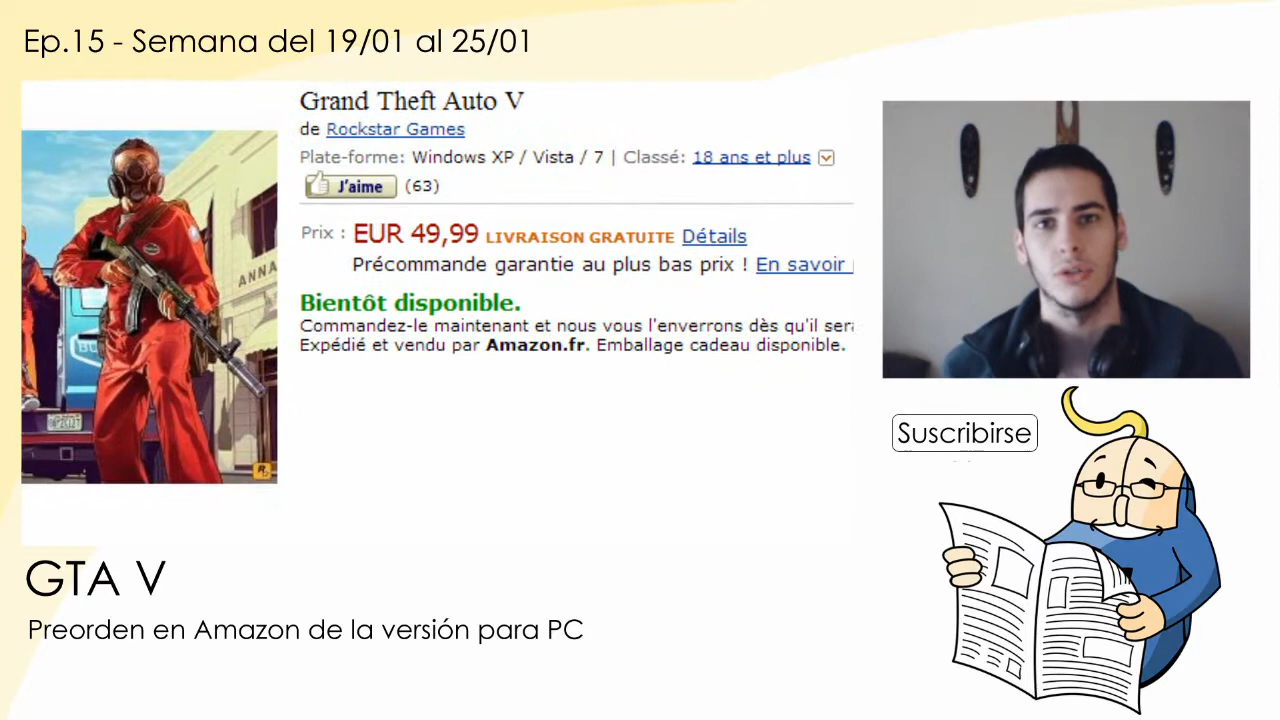 Ep.15 - Semana del 19/01 al 25/01
Grand Theft Auto V
de Rockstar Games
Plate-forme: Windows XP / Vista / 7 | Classé: 18 ans et plus
J'aime (63)
Prix : EUR 49,99 LIVRAISON GRATUITE Détails
Précommande garantie au plus bas prix ! En savoir
Bientôt disponible.
Commandez-le maintenant et nous vous l'enverrons dès qu'il
Expédié et vendu par Amazon.fr. Emballage cadeau disponible.
ANNA
Suscribirse
GTA V
Preorden en Amazon de la versión para PC